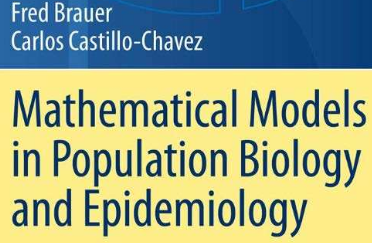 Fred Brauer
Carlos Castillo-Chavez
Mathematical Models
in Population Biology
and Epidemiology